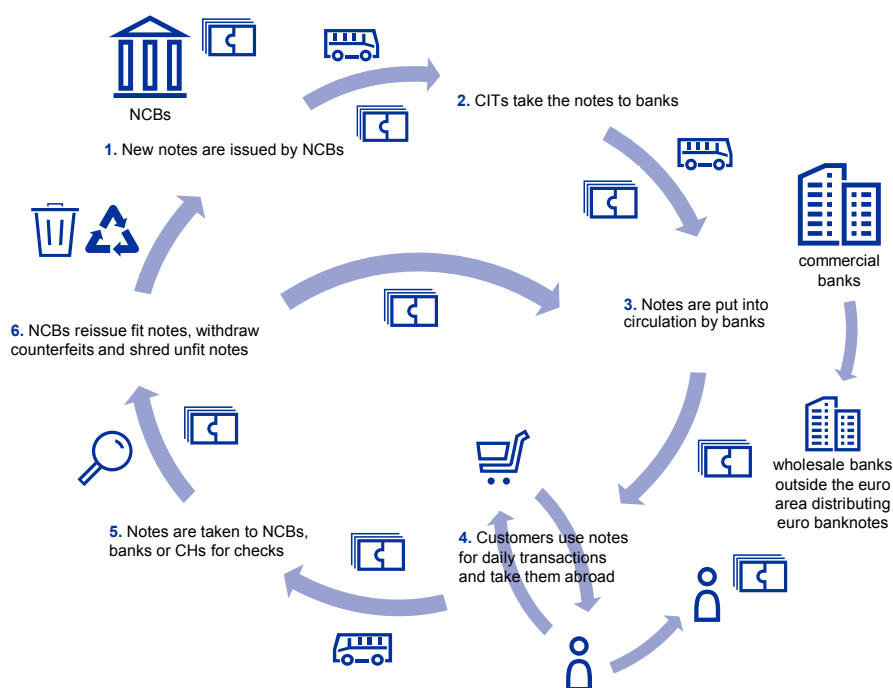 NCBs
1. New notes are issued by NCBs
2. CITs take the notes to banks
commercial
banks
3. Notes are put into
circulation by banks
6. NCBs reissue fit notes, withdraw
counterfeits and shred unfit notes
wholesale banks
outside the euro
area distributing
euro banknotes
5. Notes are taken to NCBs,
banks or CHs for checks
4. Customers use notes
for daily transactions
and take them abroad